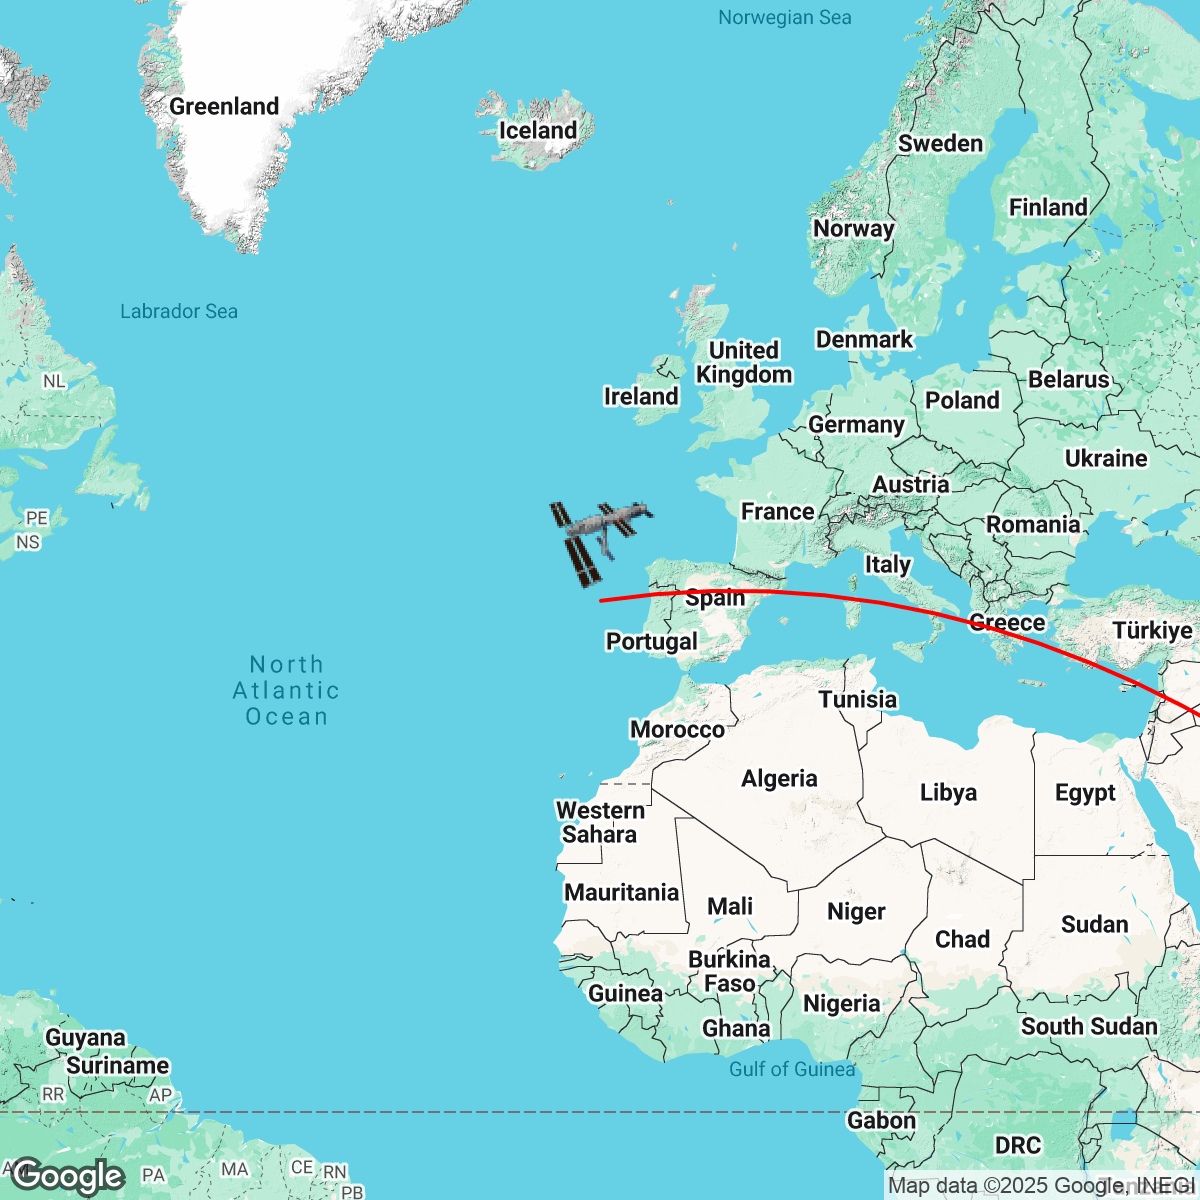 Norwegian Sea
Greenland
Iceland
Sweden
Finland
Norway
Labrador Sea
Denmark
United
Kingdom
Belarus
NL
Ireland
Poland
Germany
Ukraine
Austria
PE
France
Romania
NS
Italy
Spain
Greece
Türkiye
Portugal
North
Atlantic
Ocean
Tunisia
Morocco
Algeria
Libya
Egypt
Western
Sahara
Mauritania
Mali
Niger
Chad
Sudan
Burkina
Faso
Guinea
Nigeria
Ghana
South Sudan
Guyana
Suriname
Gulf of Guinea
RR
AP
Gabon
DRC
Google
PA
MA
CE
RN
PB
Map data ©2025 Google, INEGI